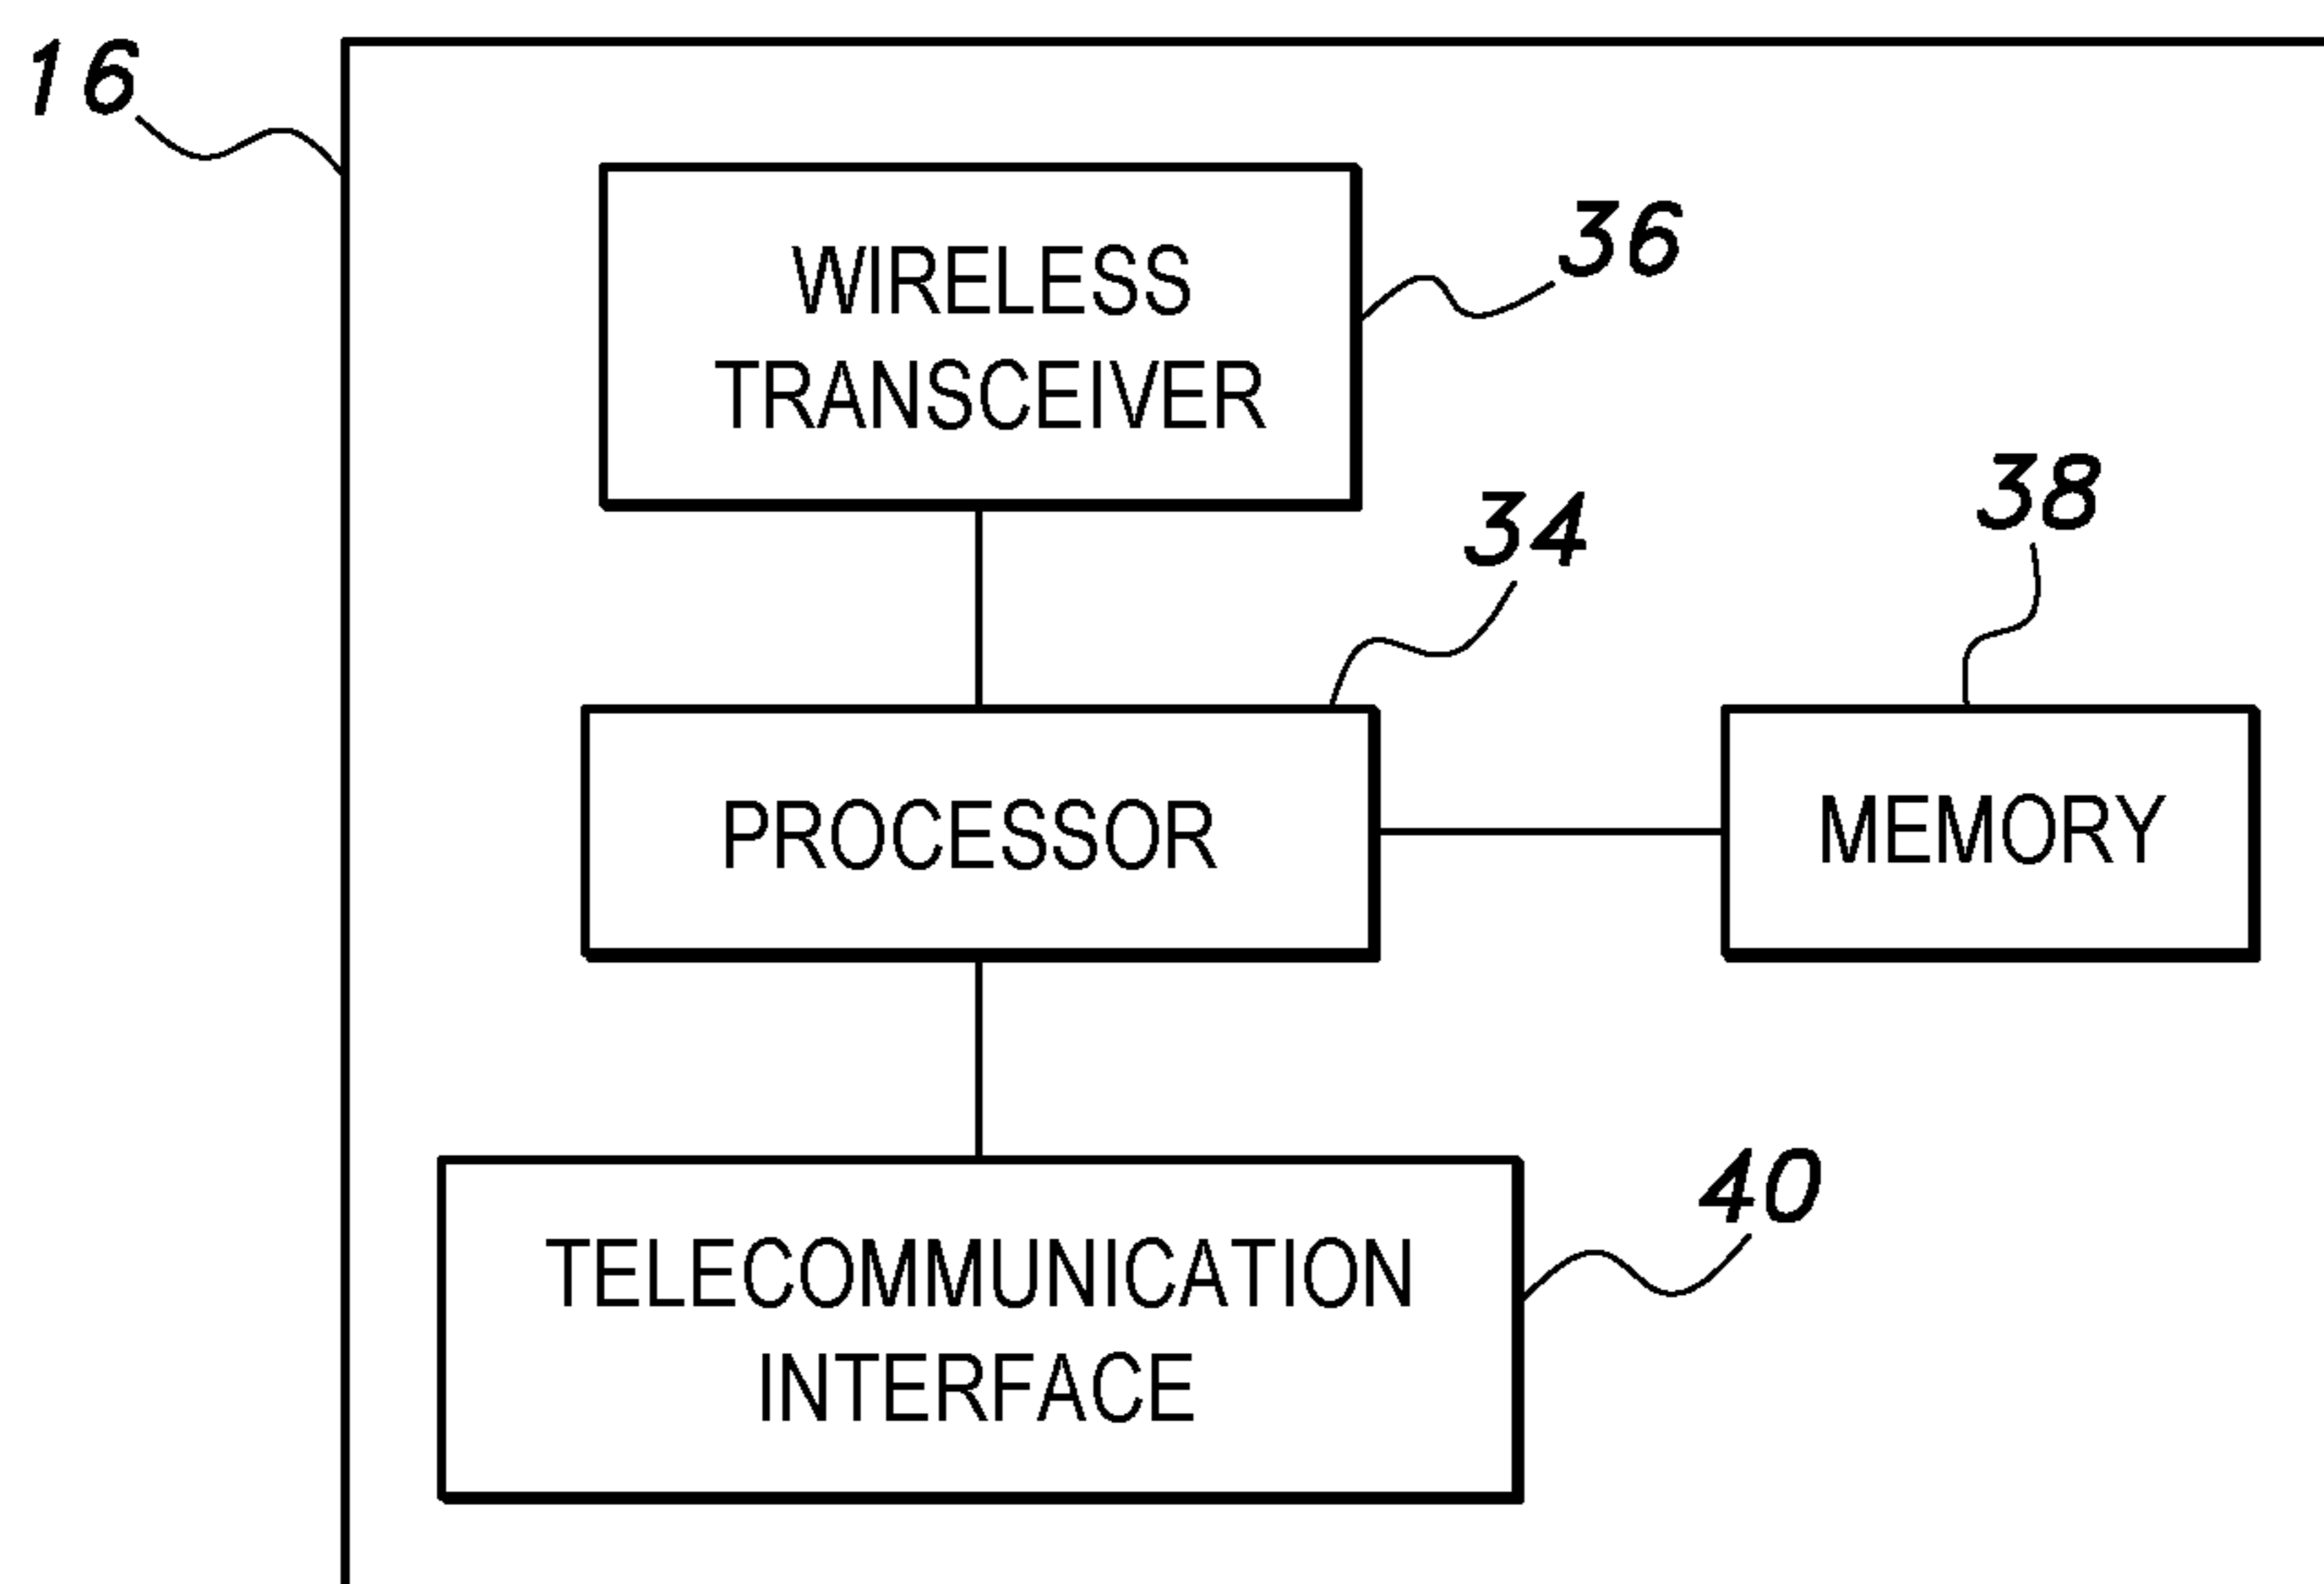 16
WIRELESS
TRANSCEIVER
36
34
38
PROCESSOR
MEMORY
40
TELECOMMUNICATION
INTERFACE